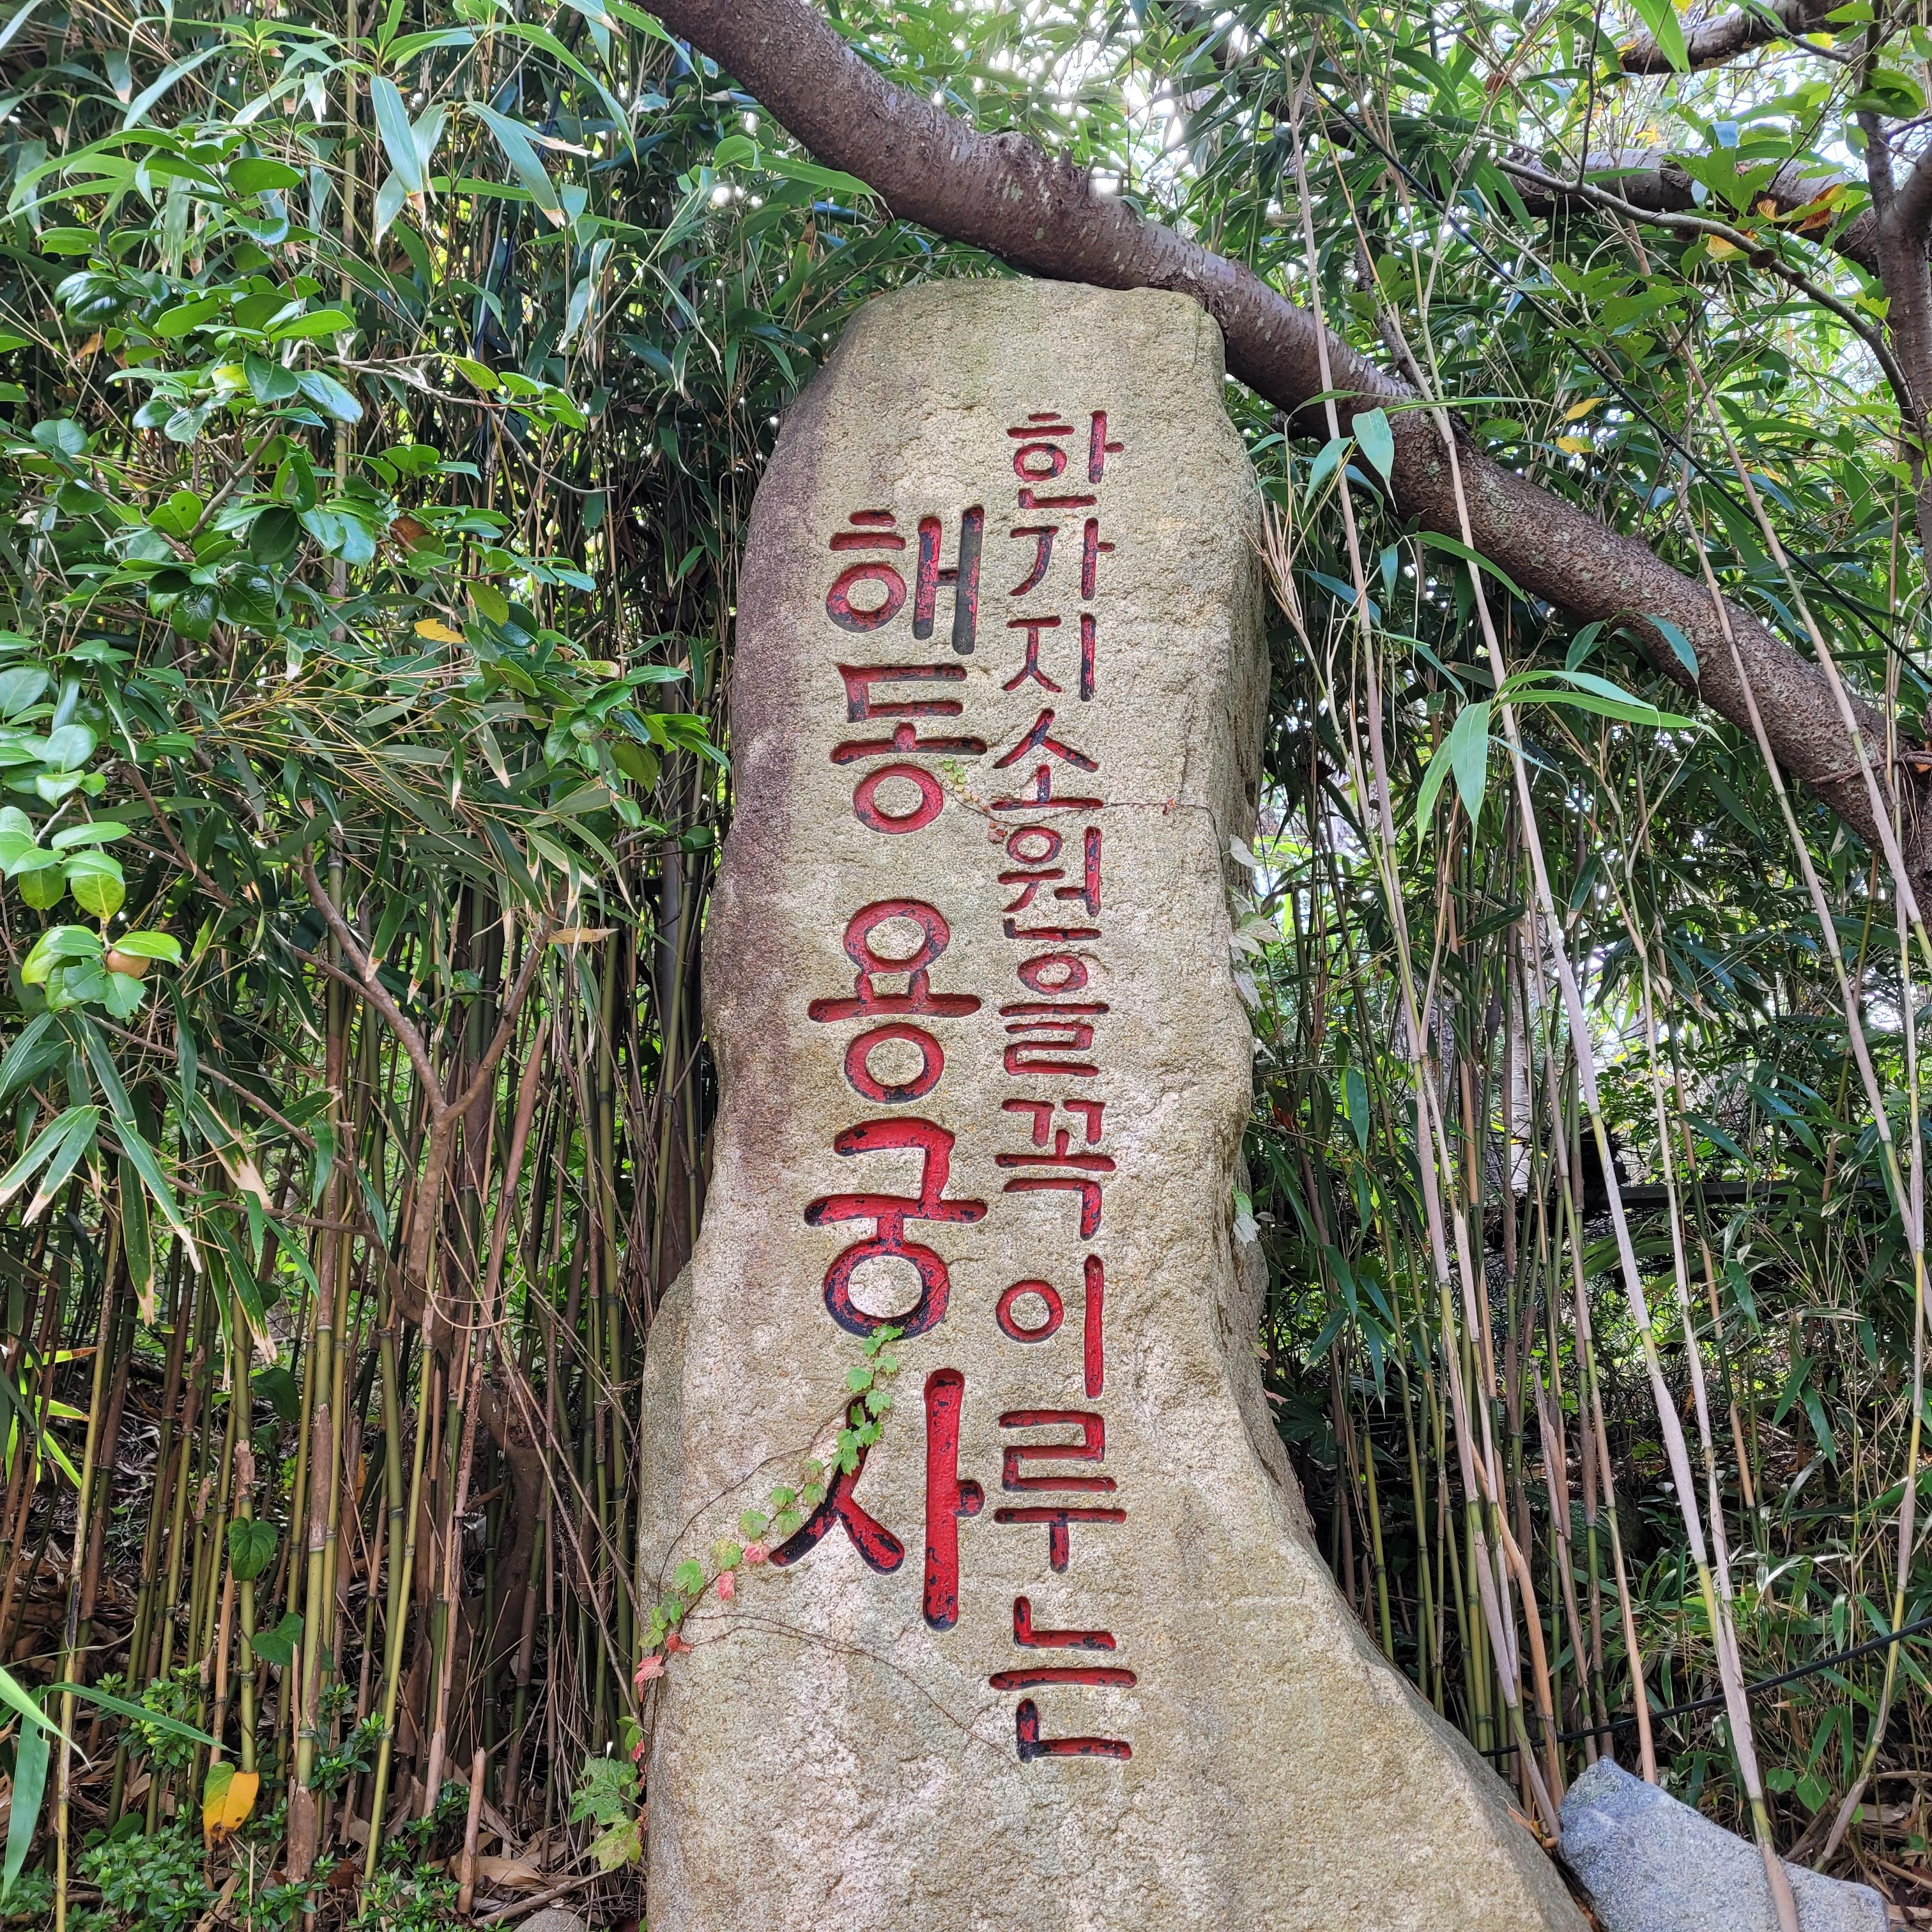 한가지 소원을 꼭 이루는
해동 용궁사